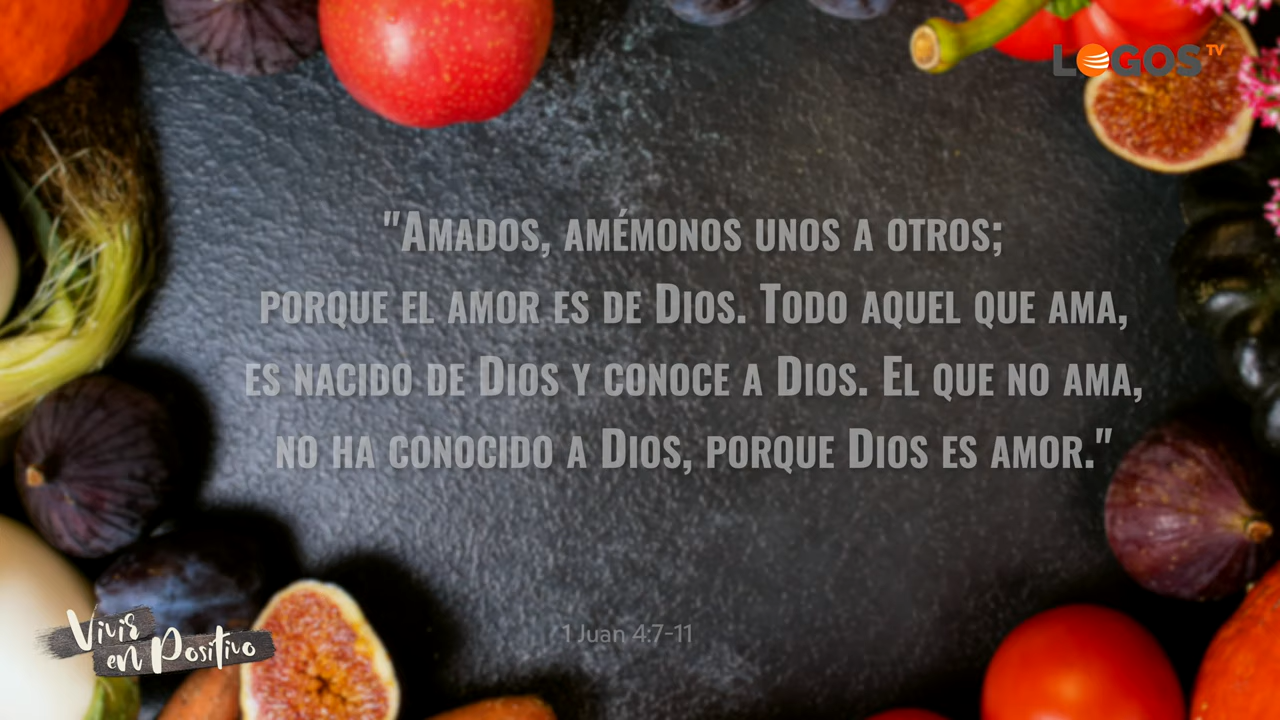 LOGOS TV
"Amados, amémonos unos a otros;
porque el amor es de Dios. Todo aquel que ama,
es nacido de Dios y conoce a Dios. El que no ama,
no ha conocido a Dios, porque Dios es amor."
1 Juan 4:7-11
Vivir
en Positivo